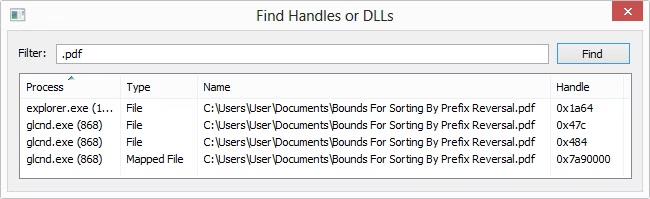 Find Handles or DLLs
Filter: .pdf Find
Process Type Name Handle
explorer.exe (1... File C:\Users\User\Documents\Bounds For Sorting By Prefix Reversal.pdf 0x1a64
glcnd.exe (868) File C:\Users\User\Documents\Bounds For Sorting By Prefix Reversal.pdf 0x47c
glcnd.exe (868) File C:\Users\User\Documents\Bounds For Sorting By Prefix Reversal.pdf 0x484
glcnd.exe (868) Mapped File C:\Users\User\Documents\Bounds For Sorting By Prefix Reversal.pdf 0x7a90000